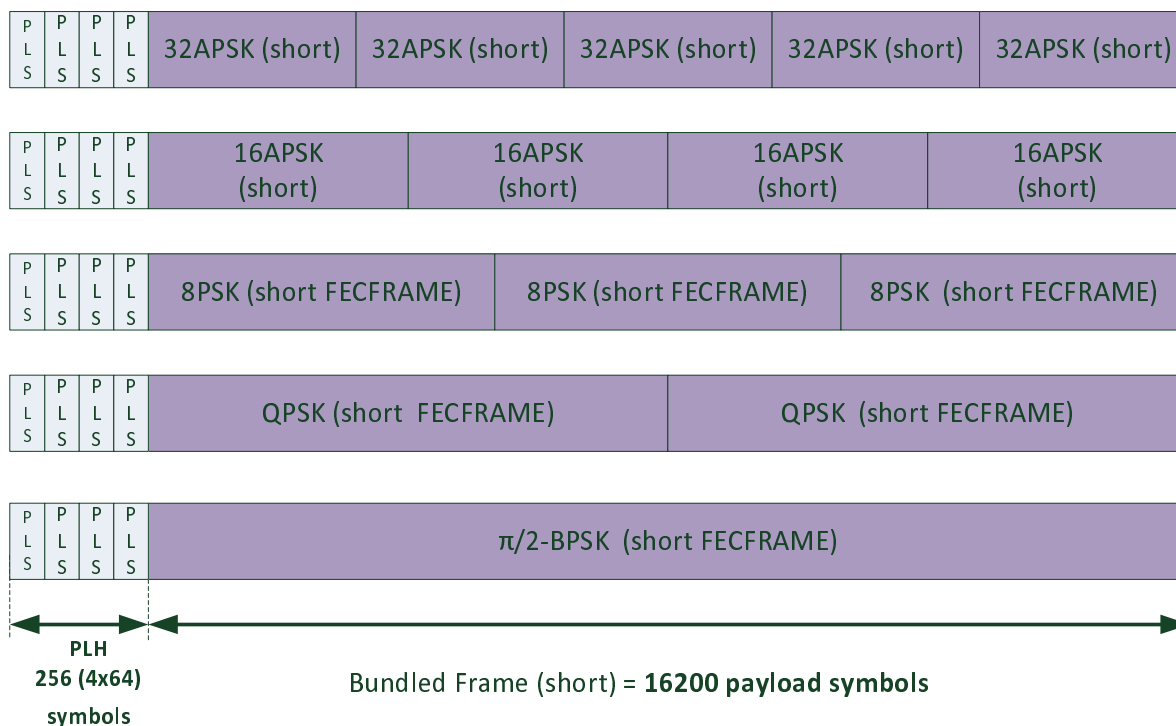 P P P P
L L L L
S S S S
32APSK (short) 32APSK (short) 32APSK (short) 32APSK (short) 32APSK (short)
P P P P
L L L L
S S S S
16APSK 16APSK 16APSK 16APSK
(short) (short) (short) (short)
P P P P
L L L L
S S S S
8PSK (short FECFRAME) 8PSK (short FECFRAME) 8PSK (short FECFRAME)
P P P P
L L L L
S S S S
QPSK (short FECFRAME) QPSK (short FECFRAME)
P P P P
L L L L
S S S S
π/2-BPSK (short FECFRAME)
PLH
256 (4x64)
symbols
Bundled Frame (short) = 16200 payload symbols